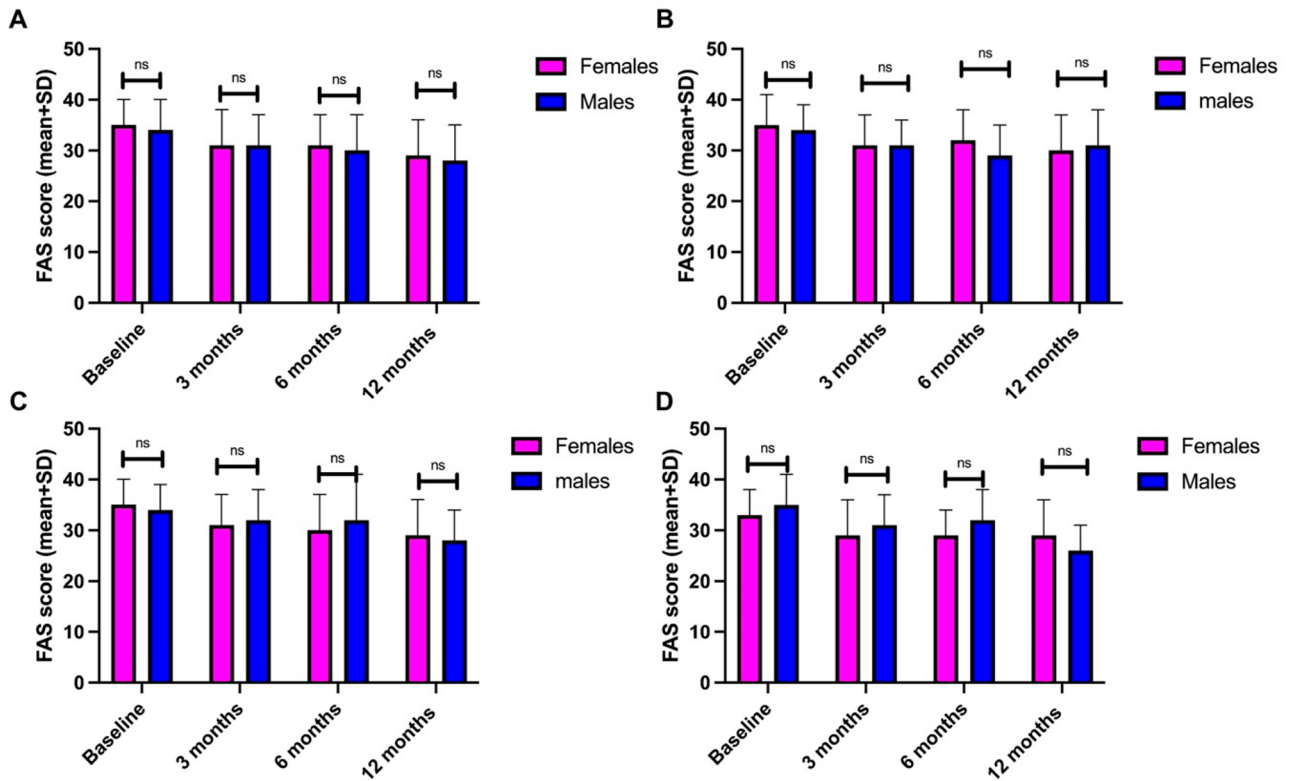 A
FAS score (mean+SD)
50
40
30
20
10
0
ns
ns
ns
ns
Females
Males
Baseline
3 months
6 months
12 months
B
FAS score (mean+SD)
50
40
30
20
10
0
ns
ns
ns
ns
Females
males
Baseline
3 months
6 months
12 months
C
FAS score (mean+SD)
50
40
30
20
10
0
ns
ns
ns
ns
Females
males
Baseline
3 months
6 months
12 months
D
FAS score (mean+SD)
50
40
30
20
10
0
ns
ns
ns
ns
Females
Males
Baseline
3 months
6 months
12 months